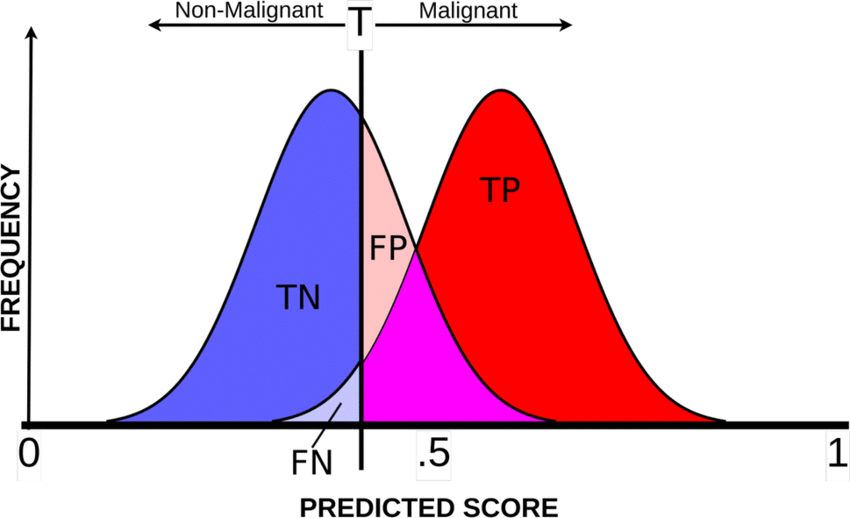 Non-Malignant
T
Malignant
FREQUENCY
TP
FP
TN
FN
0
.5
1
PREDICTED SCORE